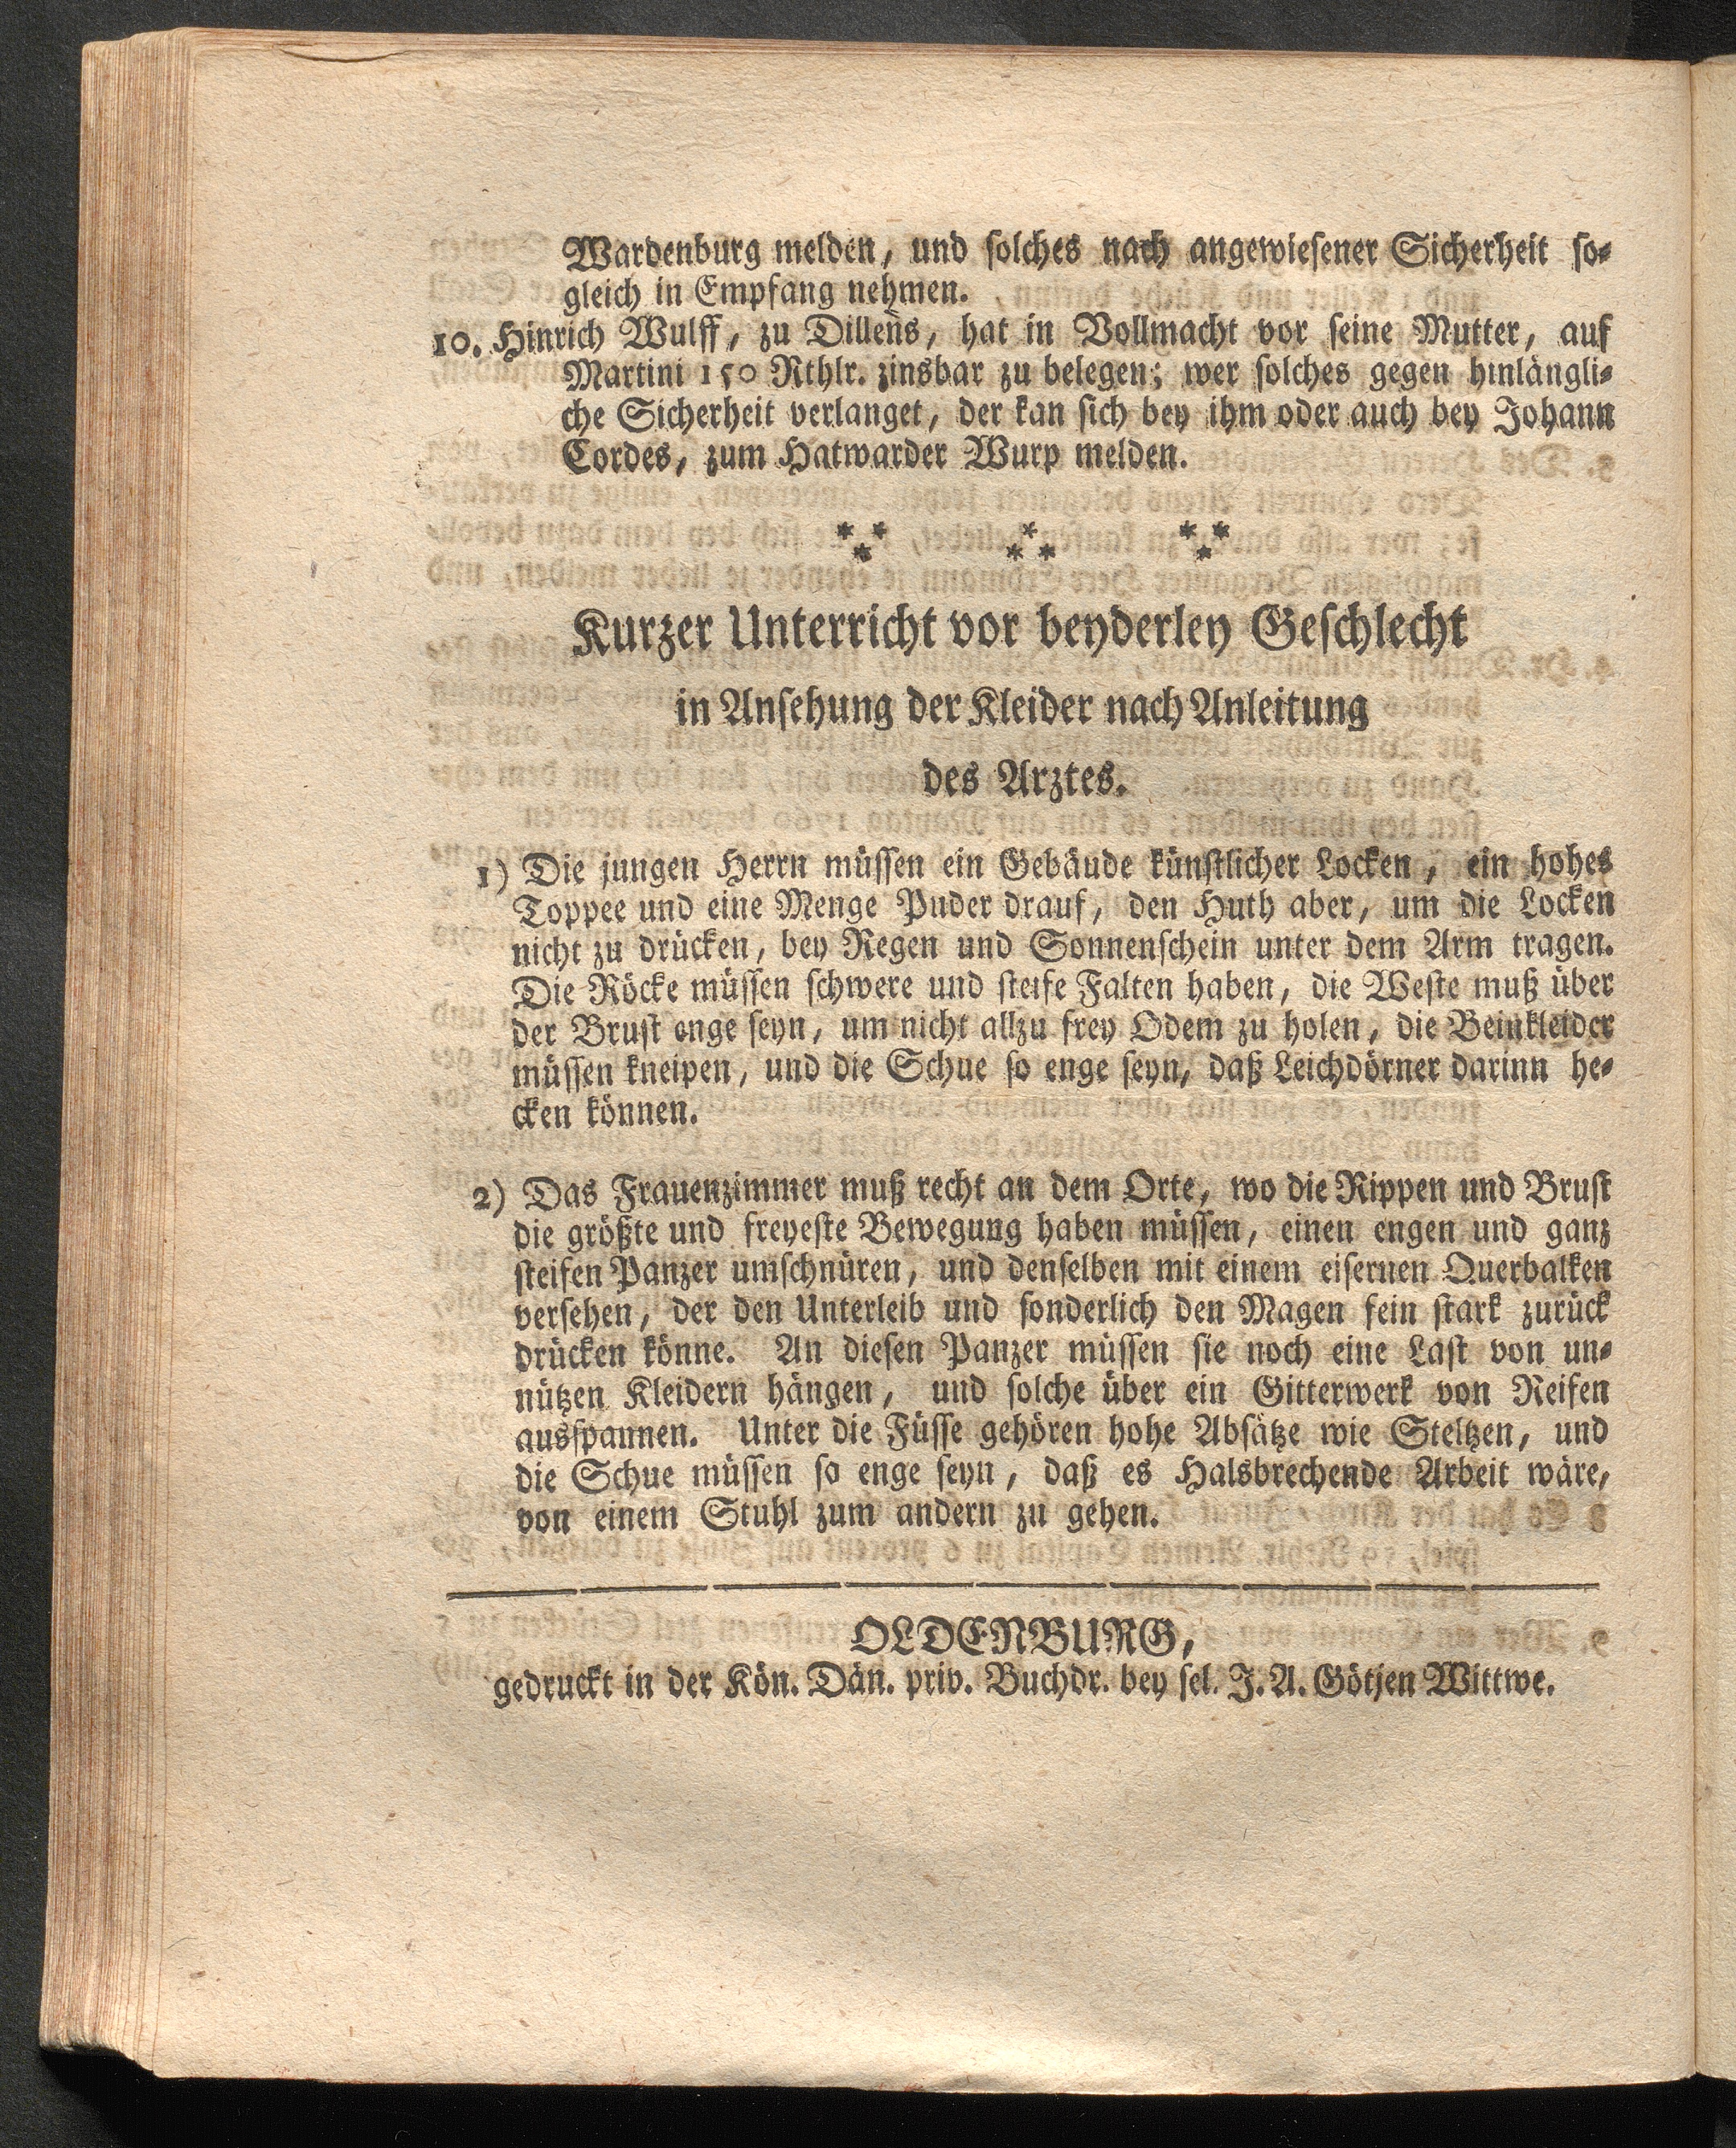 Wardenburg melden, und solches nach angewiesener Sicherheit so-
gleich in Empfang nehmen.
10. Hinrich Wulff, zu Dillens, hat in Vollmacht vor seine Mutter, auf
Martini 150 Rthlr. zinsbar zu belegen; wer solches gegen hinlängli-
che Sicherheit verlanget, der kan sich bey ihm oder auch bey Johann
Cordes, zum Hatwarder Wurp melden.
* * * * * * * * *
Kurzer Unterricht vor beyderley Geschlecht
in Ansehung der Kleider nach Anleitung
des Arztes.
1) Die jungen Herrn müssen ein Gebäude künstlicher Locken, ein hohes
Toppee und eine Menge Puder drauf, den Huth aber, um die Locken
nicht zu drücken, bey Regen und Sonnenschein unter dem Arm tragen.
Die Röcke müssen schwere und steife Falten haben, die Weste muß über
der Brust enge seyn, um nicht allzu frey Odem zu holen, die Beinkleider
müssen kneipen, und die Schue so enge seyn, daß Leichdörner darinn he-
cken können.
2) Das Frauenzimmer muß recht an dem Orte, wo die Rippen und Brust
die größte und freyeste Bewegung haben müssen, einen engen und ganz
steifen Panzer umschnüren, und denselben mit einem eisernen Querbalken
versehen, der den Unterleib und sonderlich den Magen fein stark zurück
drücken könne. An diesen Panzer müssen sie noch eine Last von un-
nützen Kleidern hängen, und solche über ein Gitterwerk von Reifen
ausspannen. Unter die Füsse gehören hohe Absätze wie Steltzen, und
die Schue müssen so enge seyn, daß es Halsbrechende Arbeit wäre,
von einem Stuhl zum andern zu gehen.
OLDENBURG,
gedruckt in der Kön. Dän. priv. Buchdr. bey sel. J. A. Götjen Wittwe.